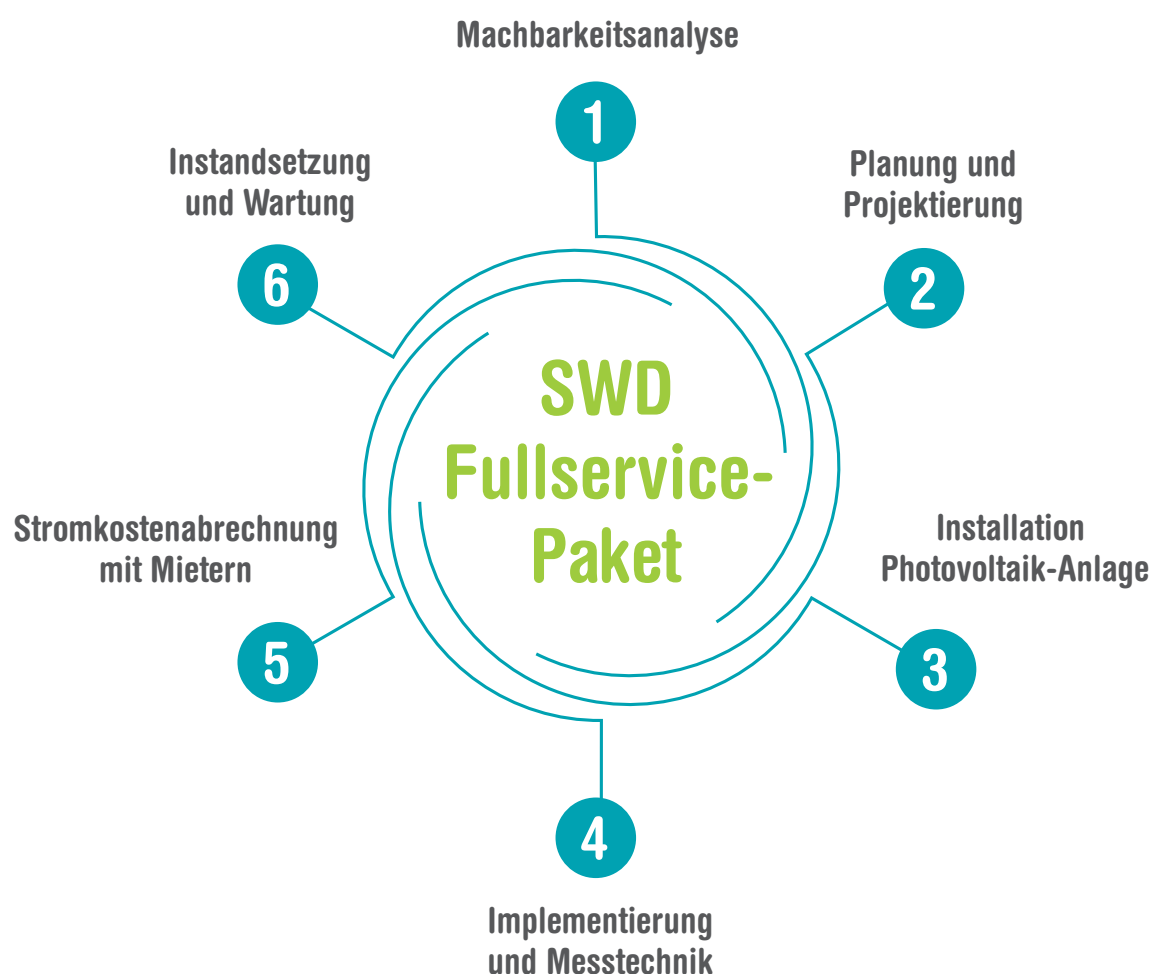 SWD
Fullservice-
Paket
Machbarkeitsanalyse
1
Planung und
Projektierung
2
Installation
Photovoltaik-Anlage
3
4
Implementierung
und Messtechnik
Stromkostenabrechnung
mit Mietern
5
Instandsetzung
und Wartung
6